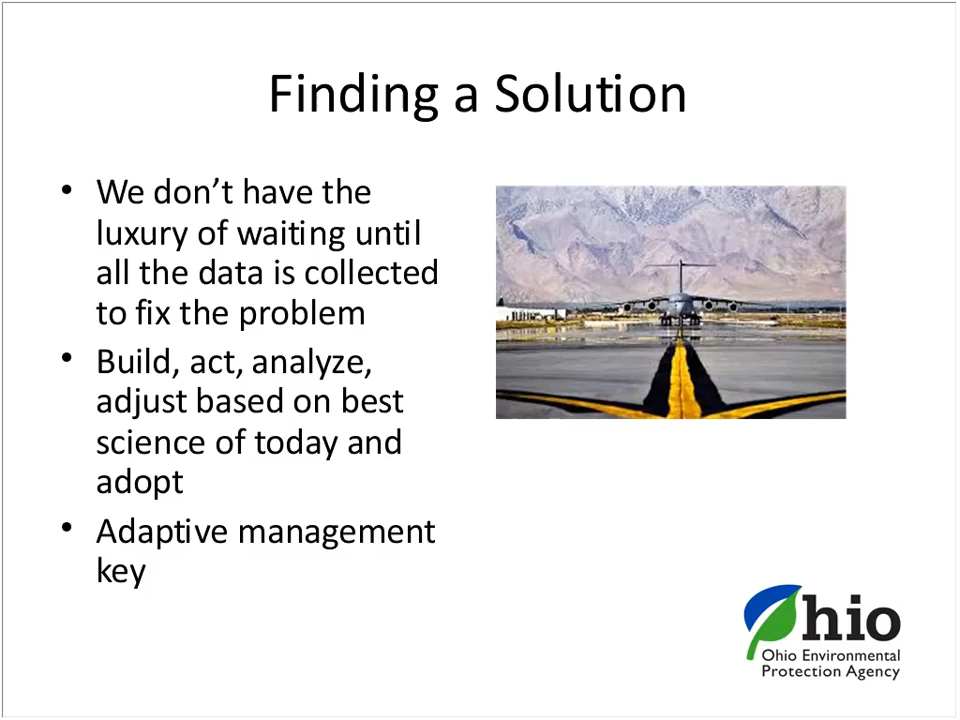 Finding a Solution
• We don’t have the
luxury of waiting until
all the data is collected
to fix the problem
• Build, act, analyze,
adjust based on best
science of today and
adopt
• Adaptive management
key
Ohio
Ohio Environmental
Protection Agency